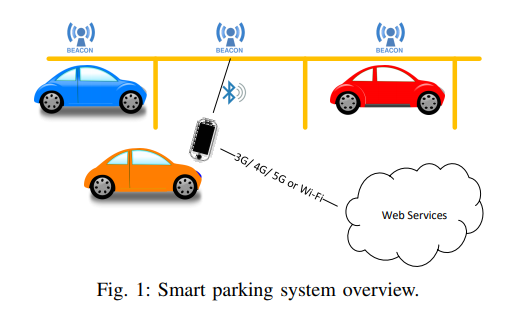 BEACON
BEACON
BEACON
3G/ 4G/ 5G or Wi-Fi
Web Services
Fig. 1: Smart parking system overview.